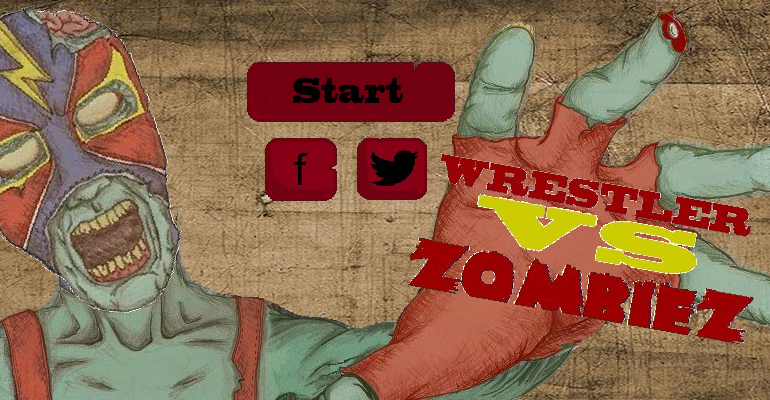 Start
f
WRESTLER
VS
ZOMBIEZ